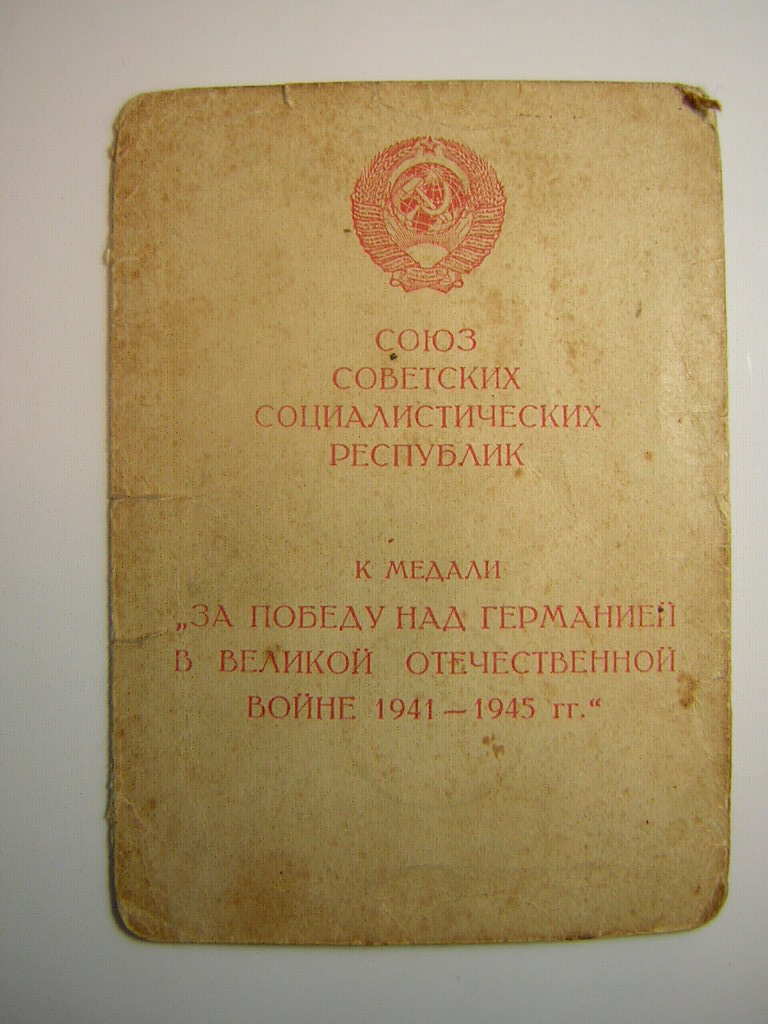 СОЮЗ
СОВЕТСКИХ
СОЦИАЛИСТИЧЕСКИХ
РЕСПУБЛИК
К МЕДАЛИ
„ЗА ПОБЕДУ НАД ГЕРМАНИЕЙ
В ВЕЛИКОЙ ОТЕЧЕСТВЕННОЙ
ВОЙНЕ 1941—1945 гг.“